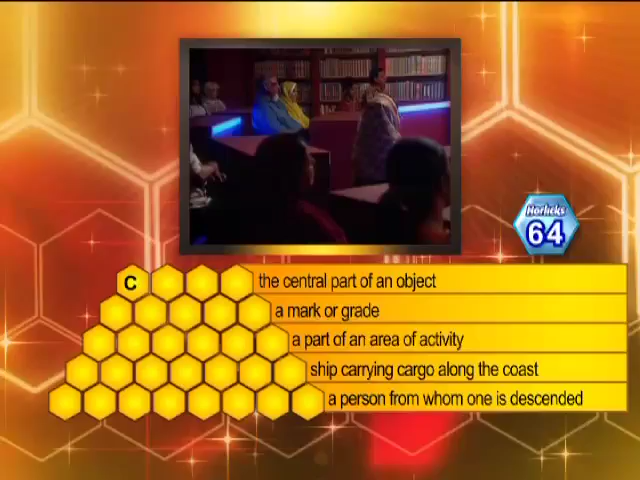 Horlicks
64
C
the central part of an object
a mark or grade
a part of an area of activity
ship carrying cargo along the coast
a person from whom one is descended